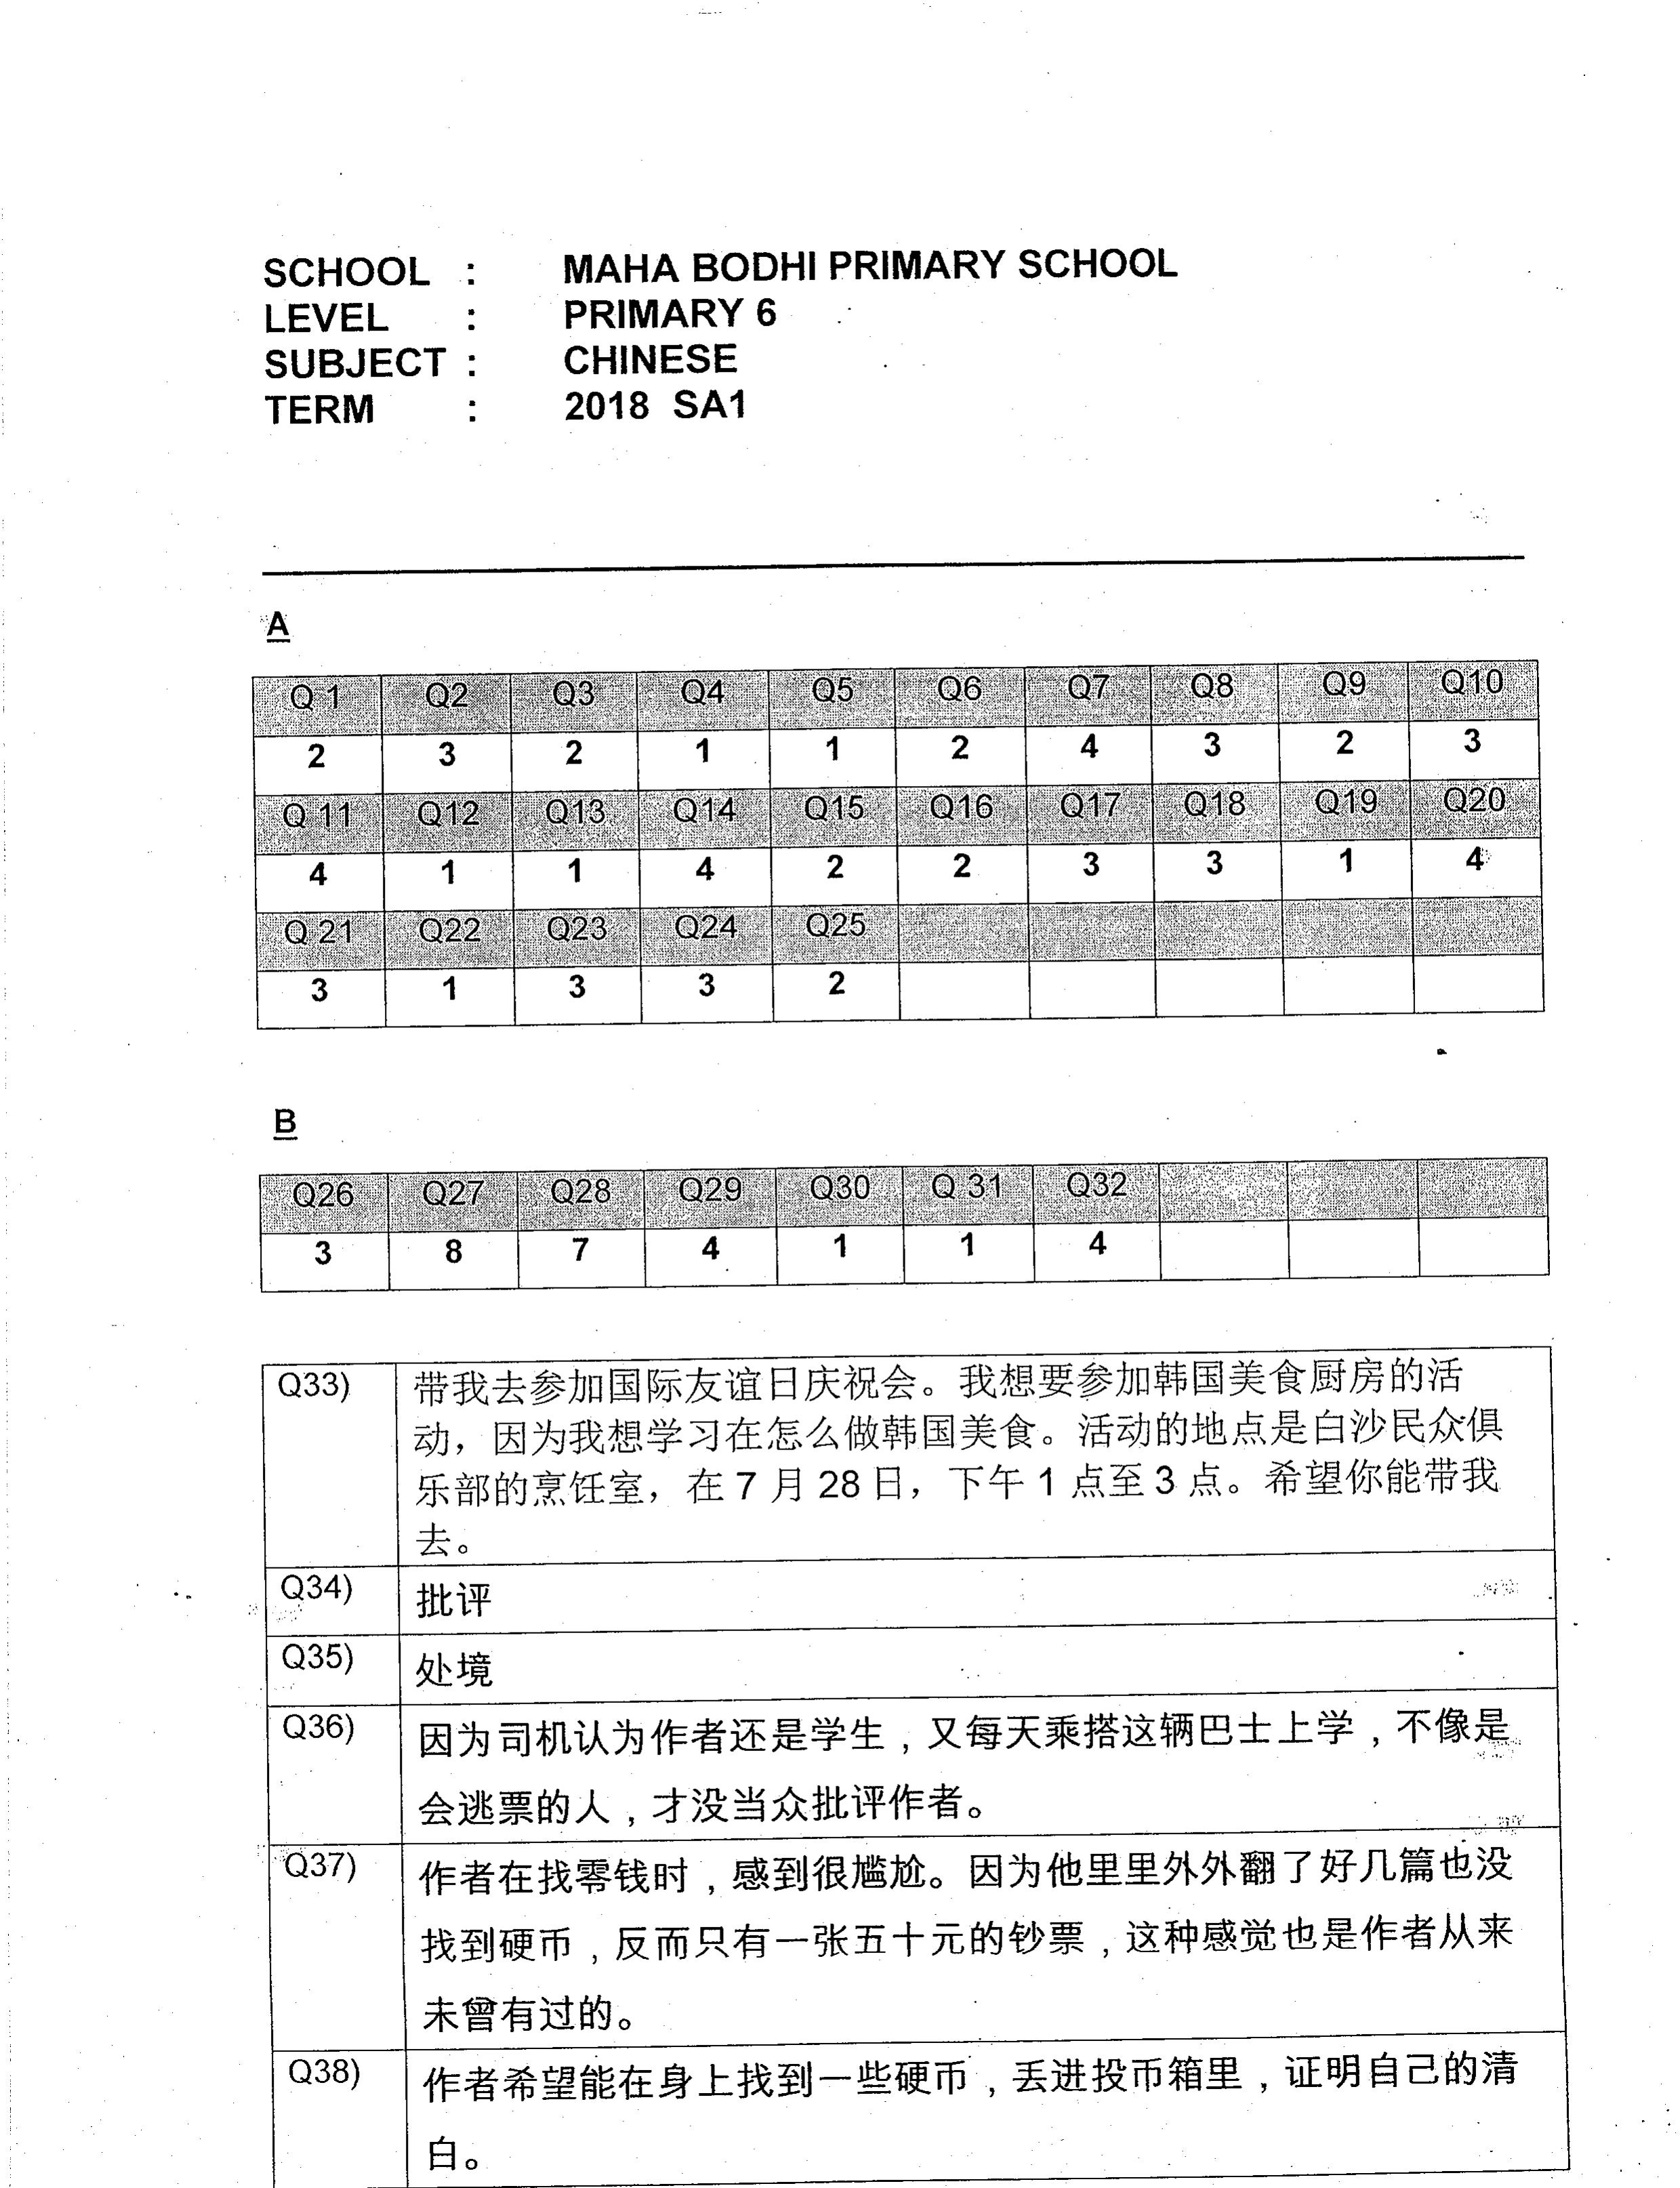 SCHOOL : MAHA BODHI PRIMARY SCHOOL
LEVEL : PRIMARY 6
SUBJECT : CHINESE
TERM : 2018 SA1
A
Q 1 Q2 Q3 Q4 Q5 Q6 Q7 Q8 Q9 Q10
2 3 2 1 1 2 4 3 2 3
Q 11 Q12 Q13 Q14 Q15 Q16 Q17 Q18 Q19 Q20
4 1 1 4 2 2 3 3 1 4
Q 21 Q22 Q23 Q24 Q25
3 1 3 3 2
B
Q26 Q27 Q28 Q29 Q30 Q 31 Q32
3 8 7 4 1 1 4
Q33) 带我去参加国际友谊日庆祝会。我想要参加韩国美食厨房的活
动，因为我想学习在怎么做韩国美食。活动的地点是白沙民众俱
乐部的烹饪室，在 7 月 28 日，下午 1 点至 3 点。希望你能带我
去。
Q34) 批评
Q35) 处境
Q36) 因为司机认为作者还是学生，又每天乘搭这辆巴士上学，不像是
会逃票的人，才没当众批评作者。
Q37) 作者在找零钱时，感到很尴尬。因为他里里外外翻了好几篇也没
找到硬币，反而只有一张五十元的钞票，这种感觉也是作者从来
未曾有过的。
Q38) 作者希望能在身上找到一些硬币，丢进投币箱里，证明自己的清
白。